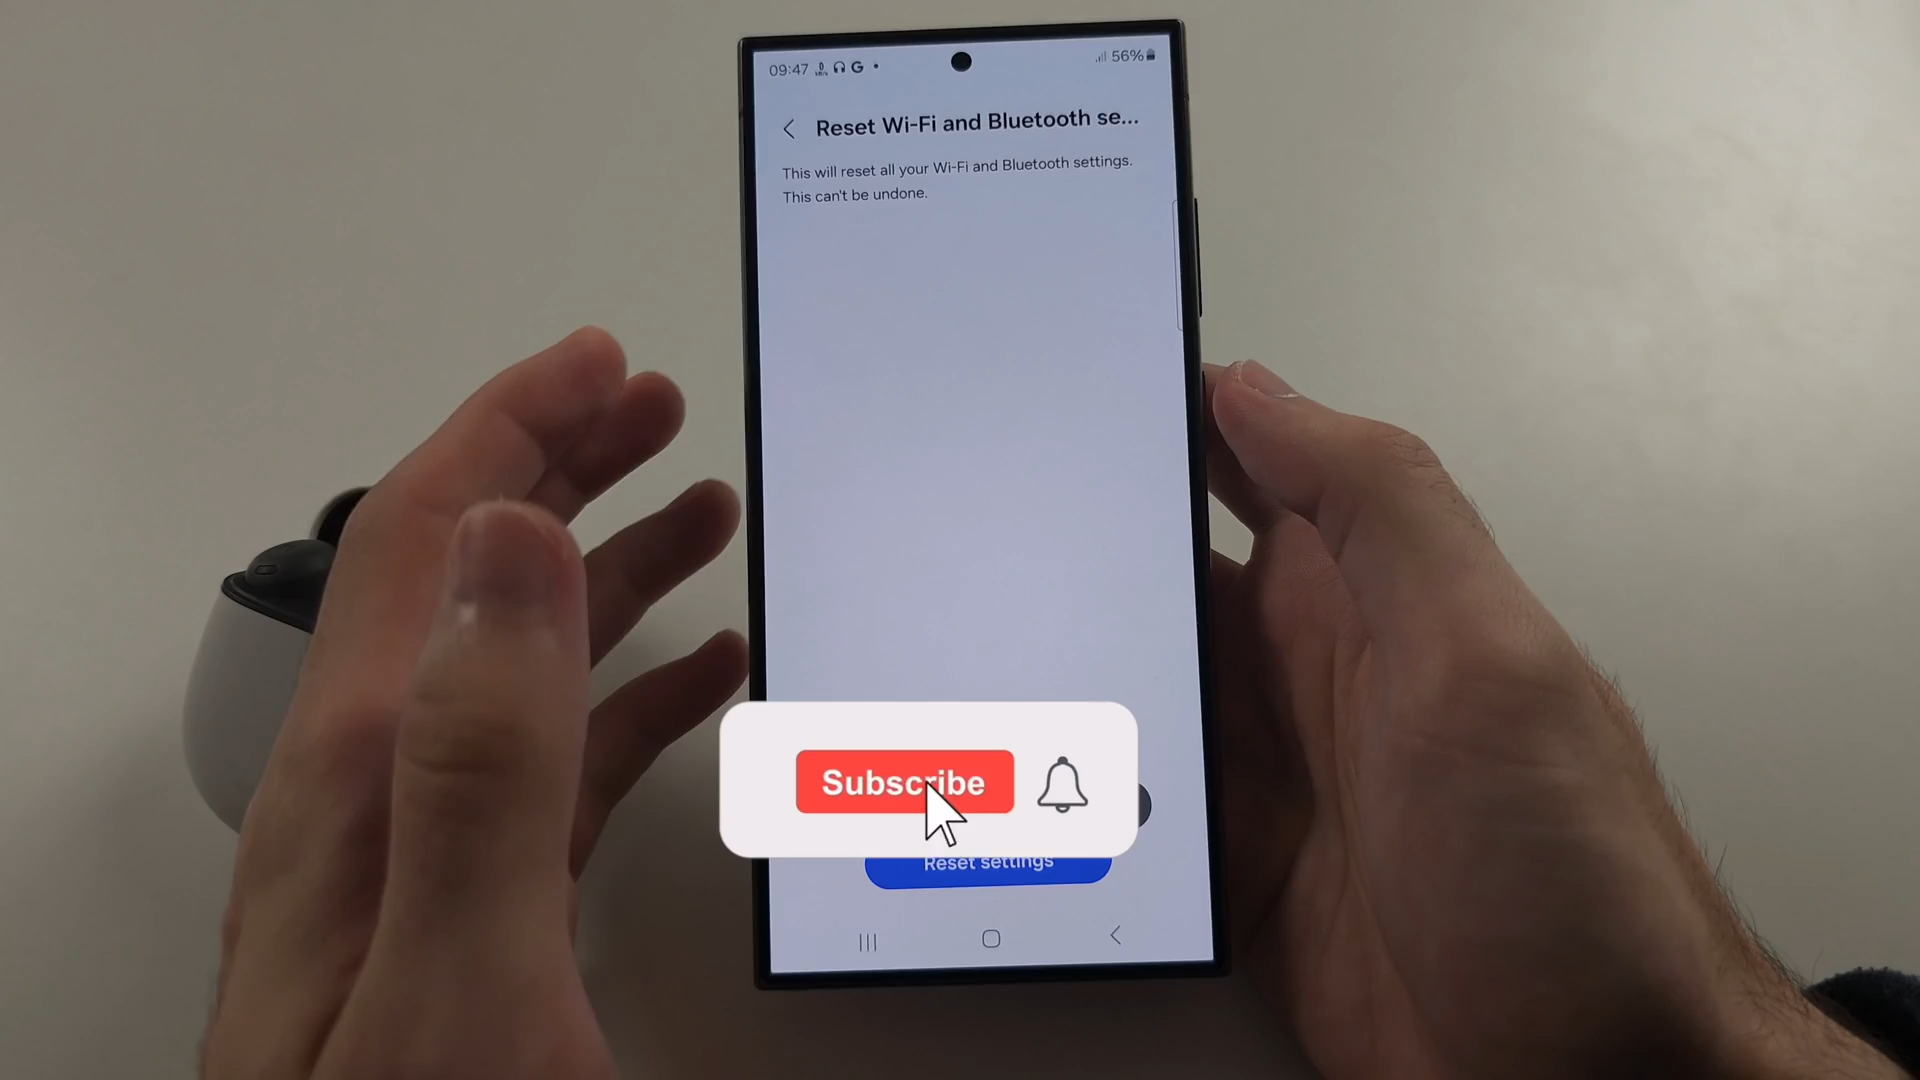 09:47 G 56%
Reset Wi-Fi and Bluetooth se...
This will reset all your Wi-Fi and Bluetooth settings.
This can't be undone.
Subscribe
Reset settings